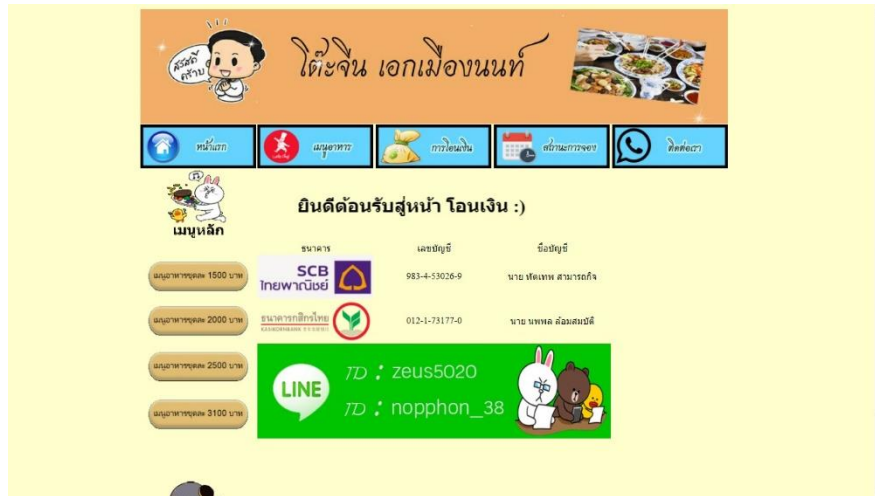 สวัสดี
ครับ
โต๊ะจีน เอกเมืองนนท์
หน้าแรก
เมนูอาหาร
การโอนเงิน
สถานะการจอง
ติดต่อเรา
เมนูหลัก
ยินดีต้อนรับสู่หน้า โอนเงิน :)
ธนาคาร เลขบัญชี ชื่อบัญชี
เมนูอาหารชุดละ 1500 บาท
SCB
ไทยพาณิชย์
983-4-53026-9
นาย หัตเทพ สามารถกิจ
เมนูอาหารชุดละ 2000 บาท
ธนาคารกสิกรไทย
012-1-73177-0
นาย นพพล ล้อมสมบัติ
เมนูอาหารชุดละ 2500 บาท
เมนูอาหารชุดละ 3100 บาท
LINE
ID : zeus5020
ID : nopphon_38